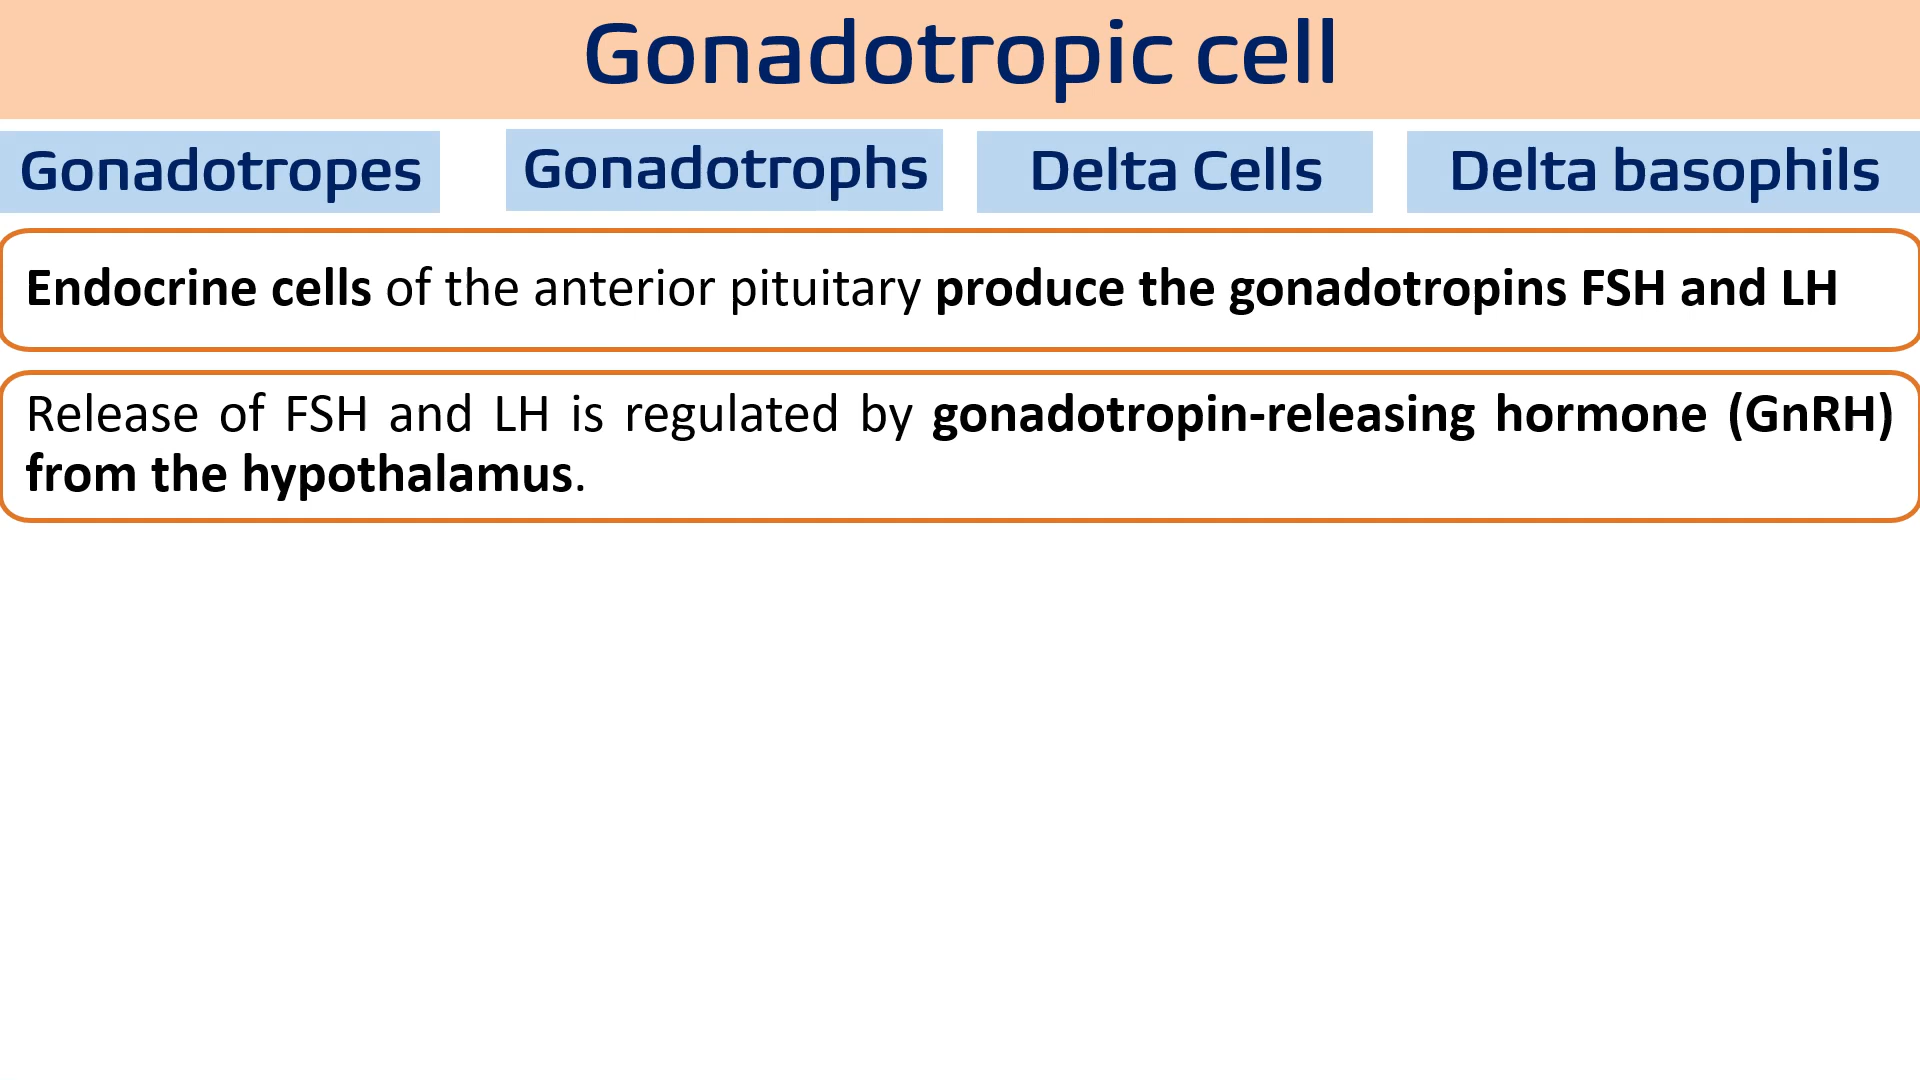 Gonadotropic cell
Gonadotropes
Gonadotrophs
Delta Cells
Delta basophils
Endocrine cells of the anterior pituitary produce the gonadotropins FSH and LH
Release of FSH and LH is regulated by gonadotropin-releasing hormone (GnRH)
from the hypothalamus.